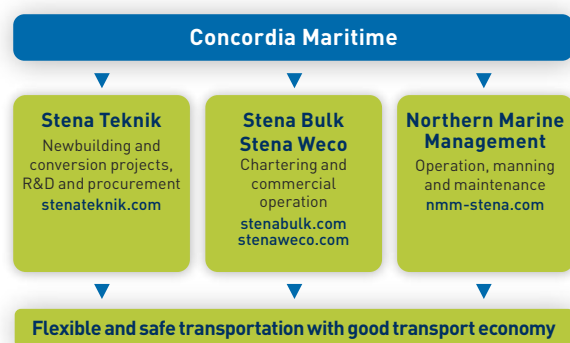 Concordia Maritime
Stena Teknik
Newbuilding and
conversion projects,
R&D and procurement
stenateknik.com
Stena Bulk
Stena Weco
Chartering and
commercial
operation
stenabulk.com
stenaweco.com
Northern Marine
Management
Operation, manning
and maintenance
nmm-stena.com
Flexible and safe transportation with good transport economy